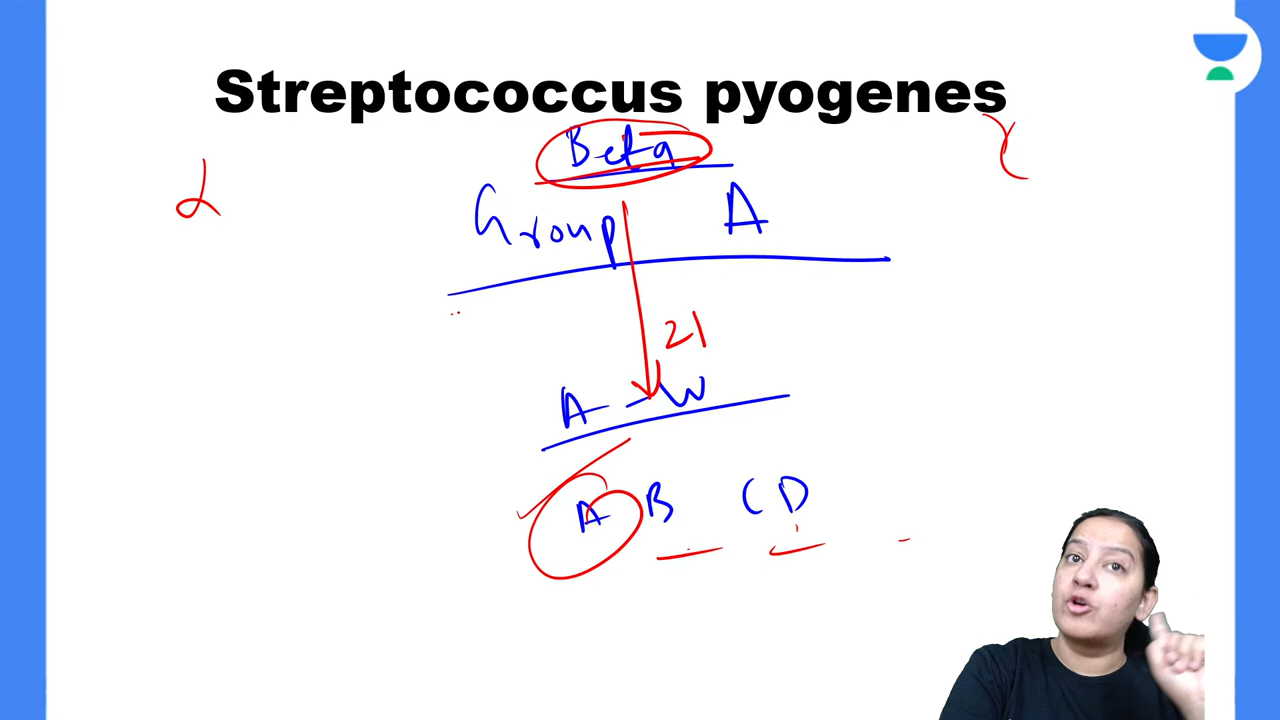 Streptococcus pyogenes
Beta
α γ
Group A
21
A - W
A B C D